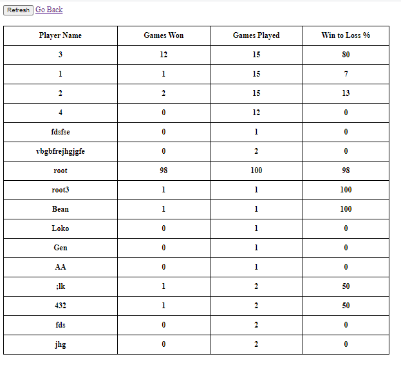 Refresh Go Back
Player Name Games Won Games Played Win to Loss %
3 12 15 80
1 1 15 7
2 2 15 13
4 0 12 0
fdsfse 0 1 0
vbgbfrejhgjgfe 0 2 0
root 98 100 98
root3 1 1 100
Bean 1 1 100
Loko 0 1 0
Gen 0 1 0
AA 0 1 0
;lk 1 2 50
432 1 2 50
fds 0 2 0
jhg 0 2 0